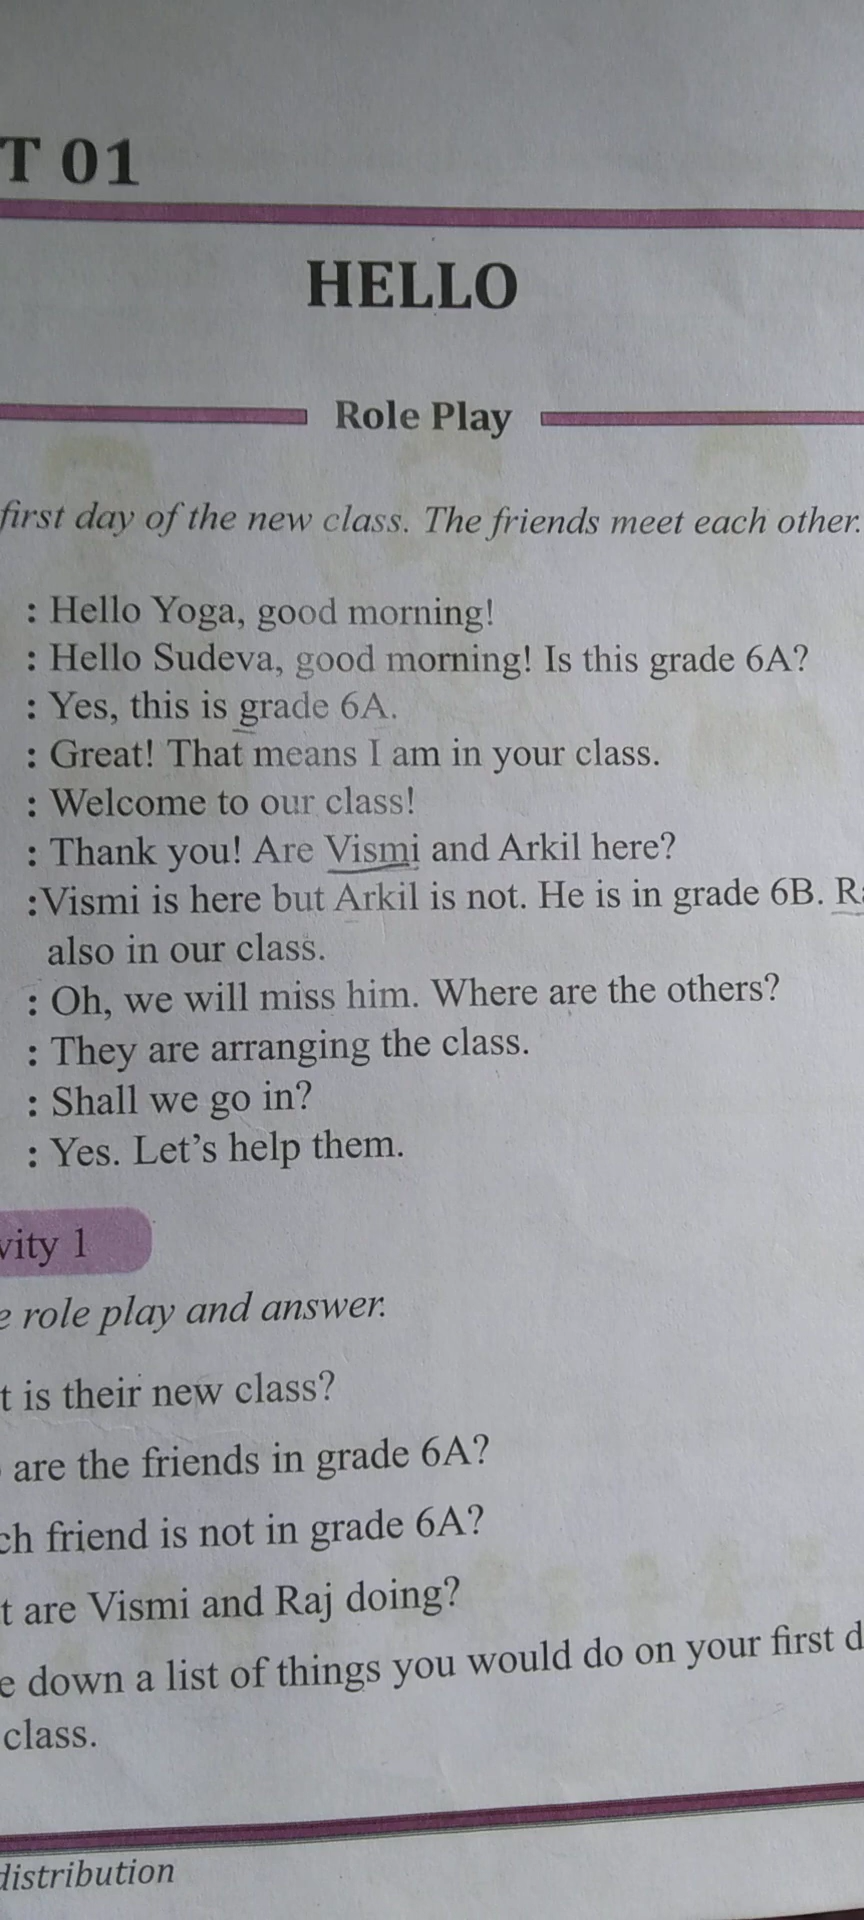 T 01
HELLO
Role Play
first day of the new class. The friends meet each other.
: Hello Yoga, good morning!
: Hello Sudeva, good morning! Is this grade 6A?
: Yes, this is grade 6A.
: Great! That means I am in your class.
: Welcome to our class!
: Thank you! Are Vismi and Arkil here?
:Vismi is here but Arkil is not. He is in grade 6B.
also in our class.
: Oh, we will miss him. Where are the others?
: They are arranging the class.
: Shall we go in?
: Yes. Let's help them.
vity 1
e role play and answer.
t is their new class?
are the friends in grade 6A?
ch friend is not in grade 6A?
t are Vismi and Raj doing?
e down a list of things you would do on your first d
class.
distribution